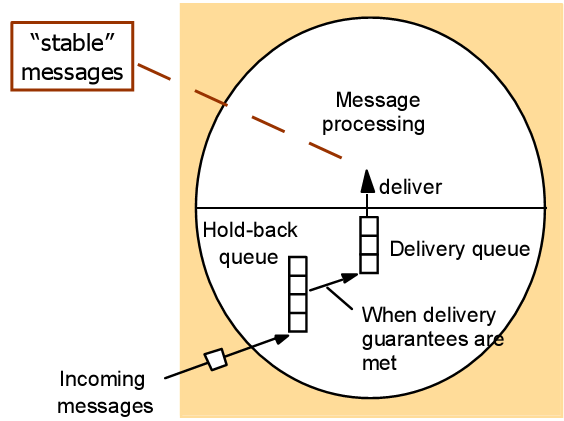 “stable”
messages
Message
processing
deliver
Hold-back
queue
Delivery queue
When delivery
guarantees are
met
Incoming
messages